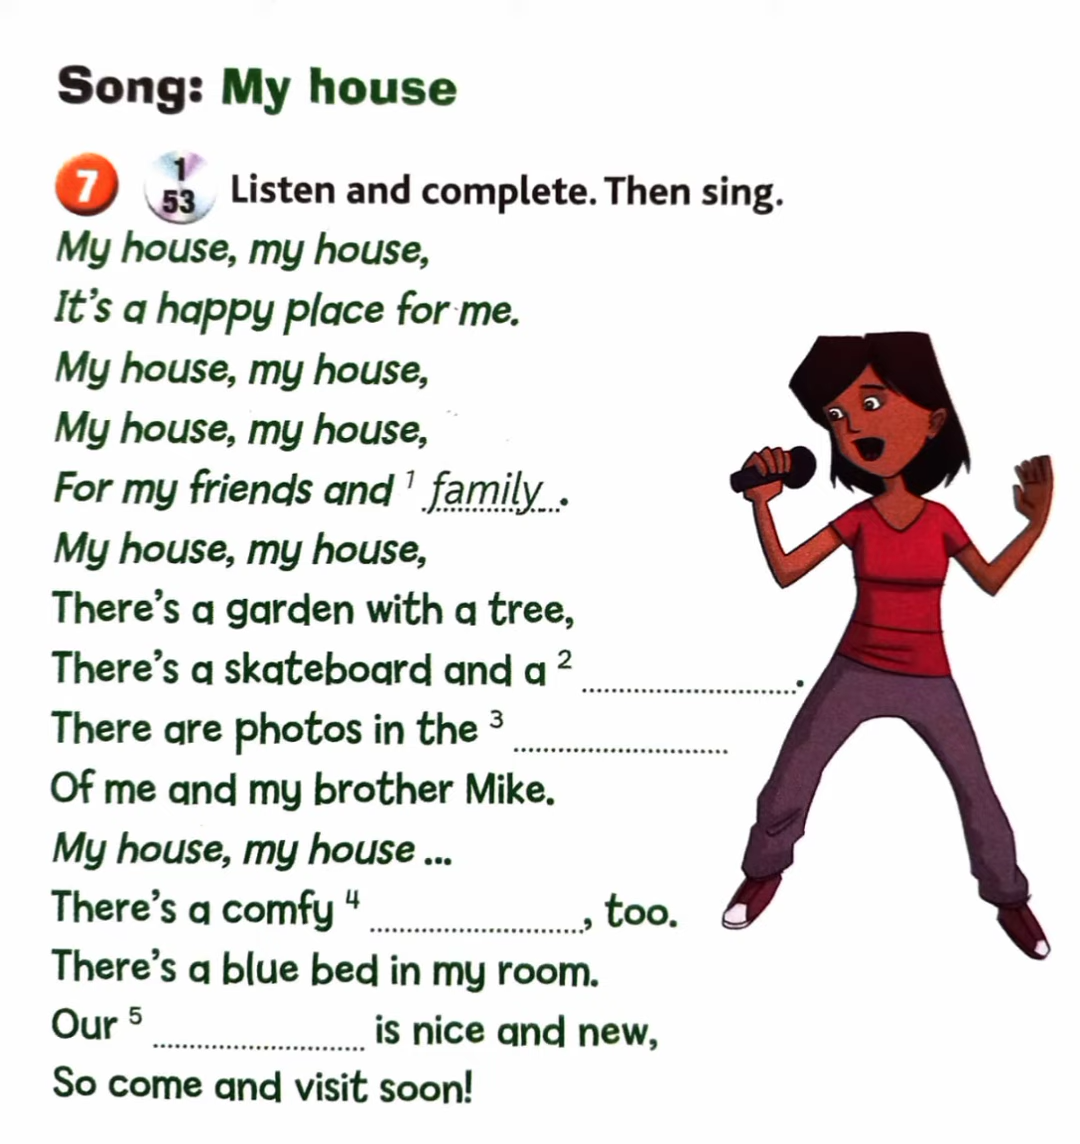 Song: My house
7 1 53 Listen and complete. Then sing.
My house, my house,
It's a happy place for me.
My house, my house,
My house, my house,
For my friends and 1 family.
My house, my house,
There's a garden with a tree,
There's a skateboard and a 2 ....................
There are photos in the 3 ....................
Of me and my brother Mike.
My house, my house ...
There's a comfy 4 ...................., too.
There's a blue bed in my room.
Our 5 .................... is nice and new,
So come and visit soon!